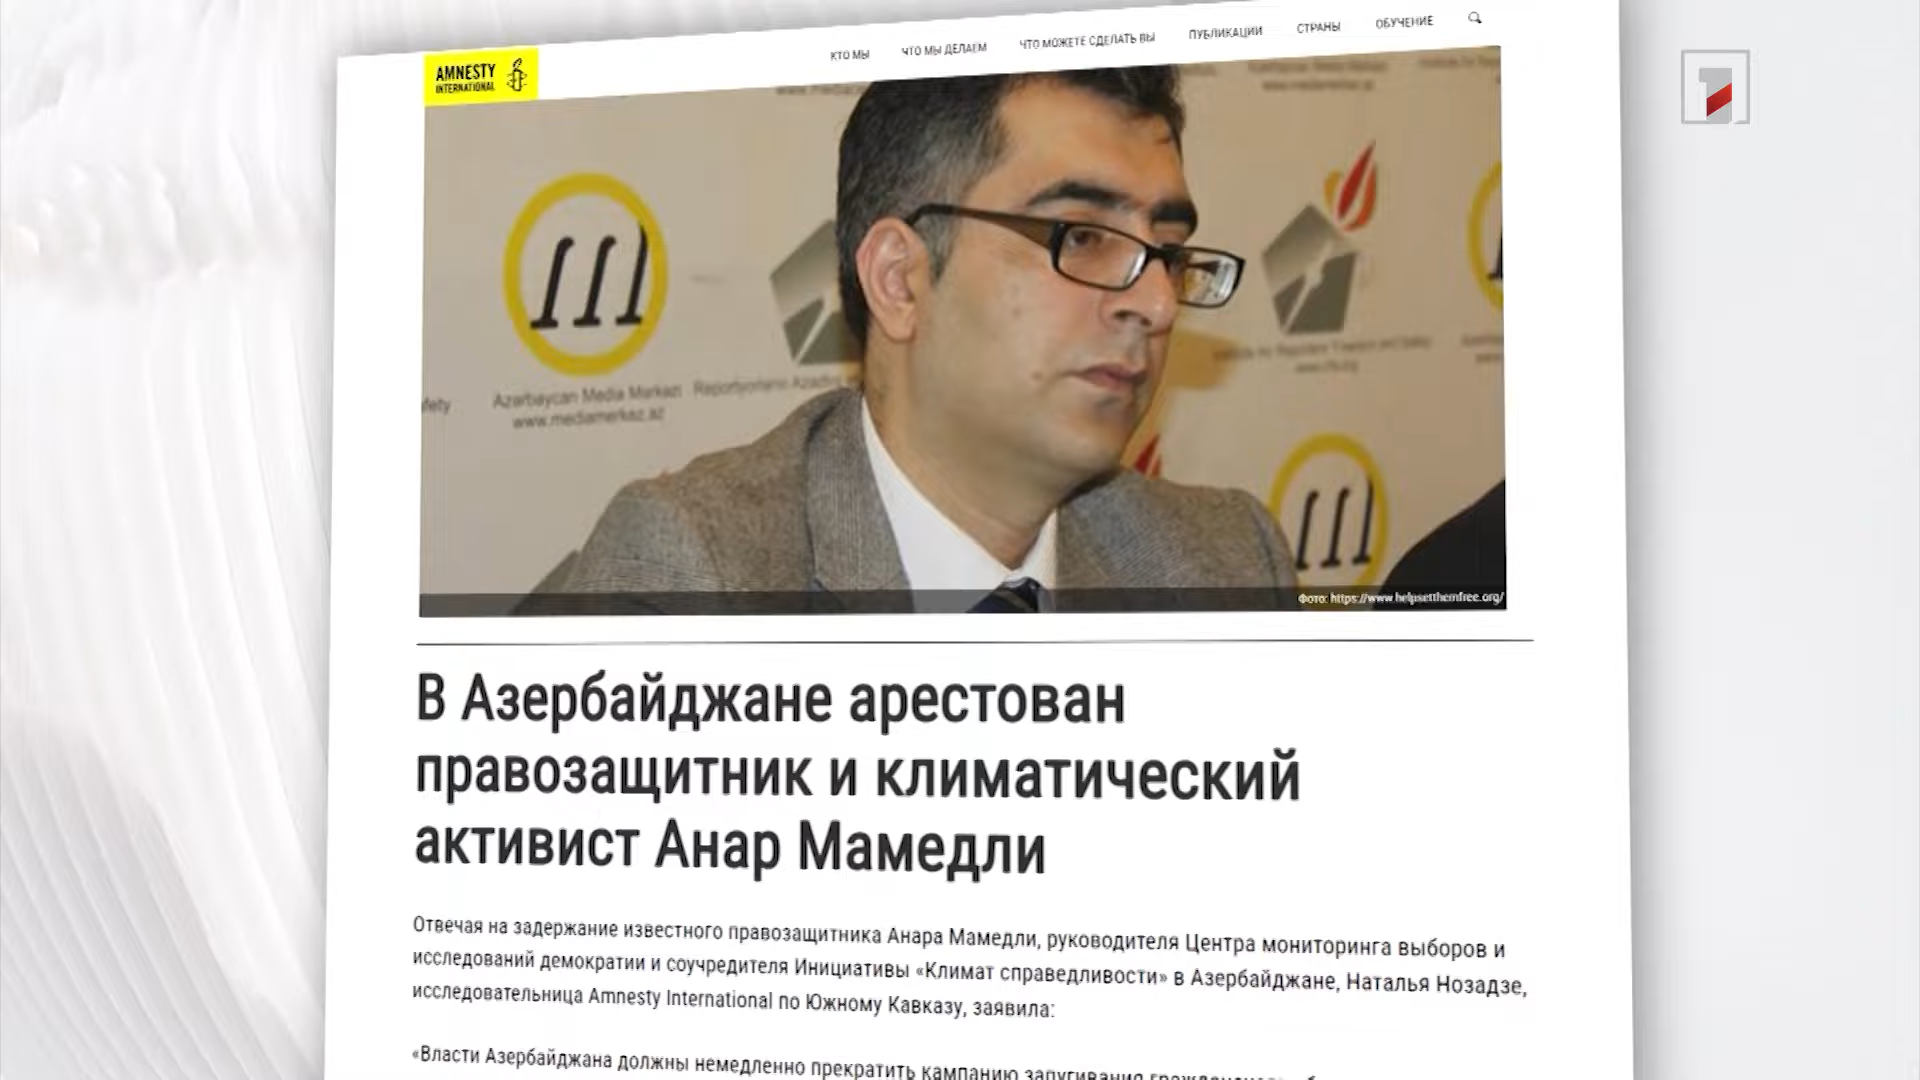 AMNESTY
INTERNATIONAL
КТО МЫ
ЧТО МЫ ДЕЛАЕМ
ЧТО МОЖЕТЕ СДЕЛАТЬ ВЫ
ПУБЛИКАЦИИ
СТРАНЫ
ОБУЧЕНИЕ
Azərbaycan Media Mərkəzi
www.mediamerkez.az
Фото: https://www.helpsetthemfree.org/
В Азербайджане арестован
правозащитник и климатический
активист Анар Мамедли
Отвечая на задержание известного правозащитника Анара Мамедли, руководителя Центра мониторинга выборов и
исследований демократии и соучредителя Инициативы «Климат справедливости» в Азербайджане, Наталья Нозадзе,
исследовательница Amnesty International по Южному Кавказу, заявила:
«Власти Азербайджана должны немедленно прекратить кампанию запугивания